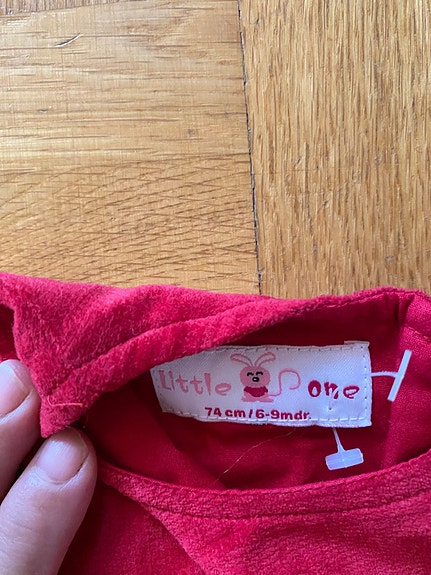 Little one
74 cm / 6-9mdr.